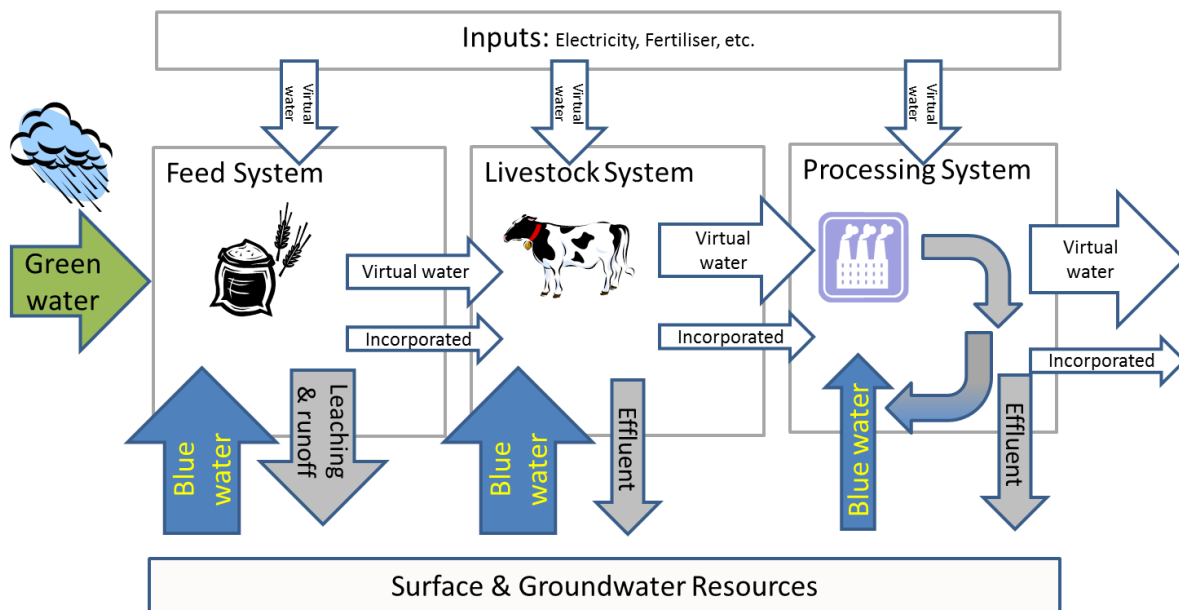 Inputs: Electricity, Fertiliser, etc.
Virtual
water
Virtual
water
Virtual
water
Feed System
Livestock System
Processing System
Green
water
Virtual water
Incorporated
Virtual
water
Incorporated
Virtual
water
Incorporated
Blue
water
Leaching
& runoff
Blue
water
Effluent
Blue water
Effluent
Surface & Groundwater Resources